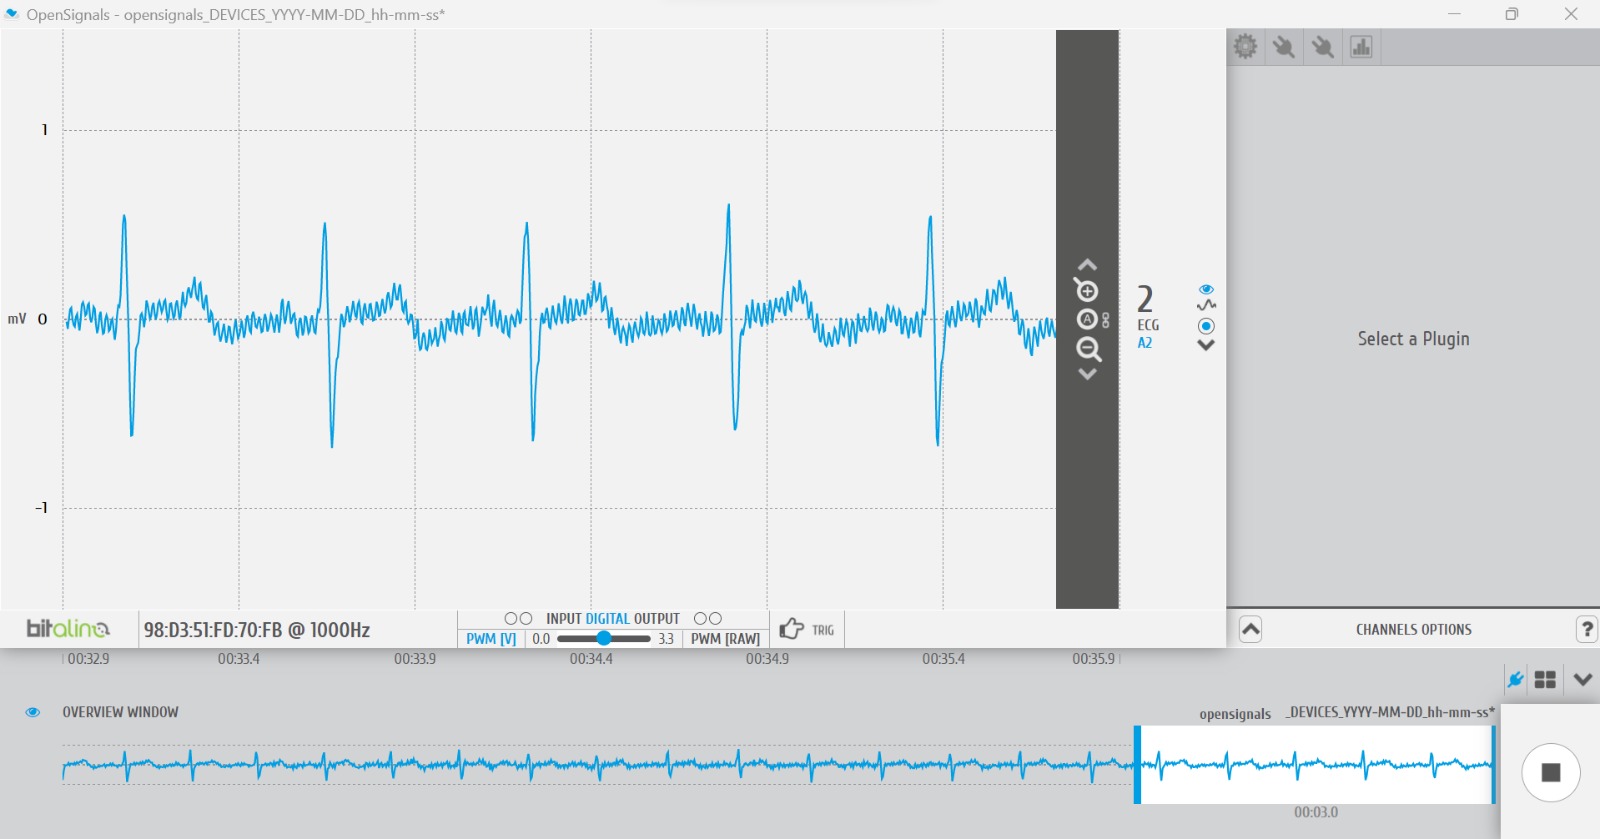 OpenSignals - opensignals_DEVICES_YYYY-MM-DD_hh-mm-ss*
1
mV 0
-1
A
2
ECG
A2
Select a Plugin
bitalino
98:D3:51:FD:70:FB @ 1000Hz
INPUT DIGITAL OUTPUT
PWM [V] 0.0 3.3 PWM [RAW]
TRIG
CHANNELS OPTIONS
?
00:32.9 00:33.4 00:33.9 00:34.4 00:34.9 00:35.4 00:35.9
OVERVIEW WINDOW
opensignals _DEVICES_YYYY-MM-DD_hh-mm-ss*
00:03.0